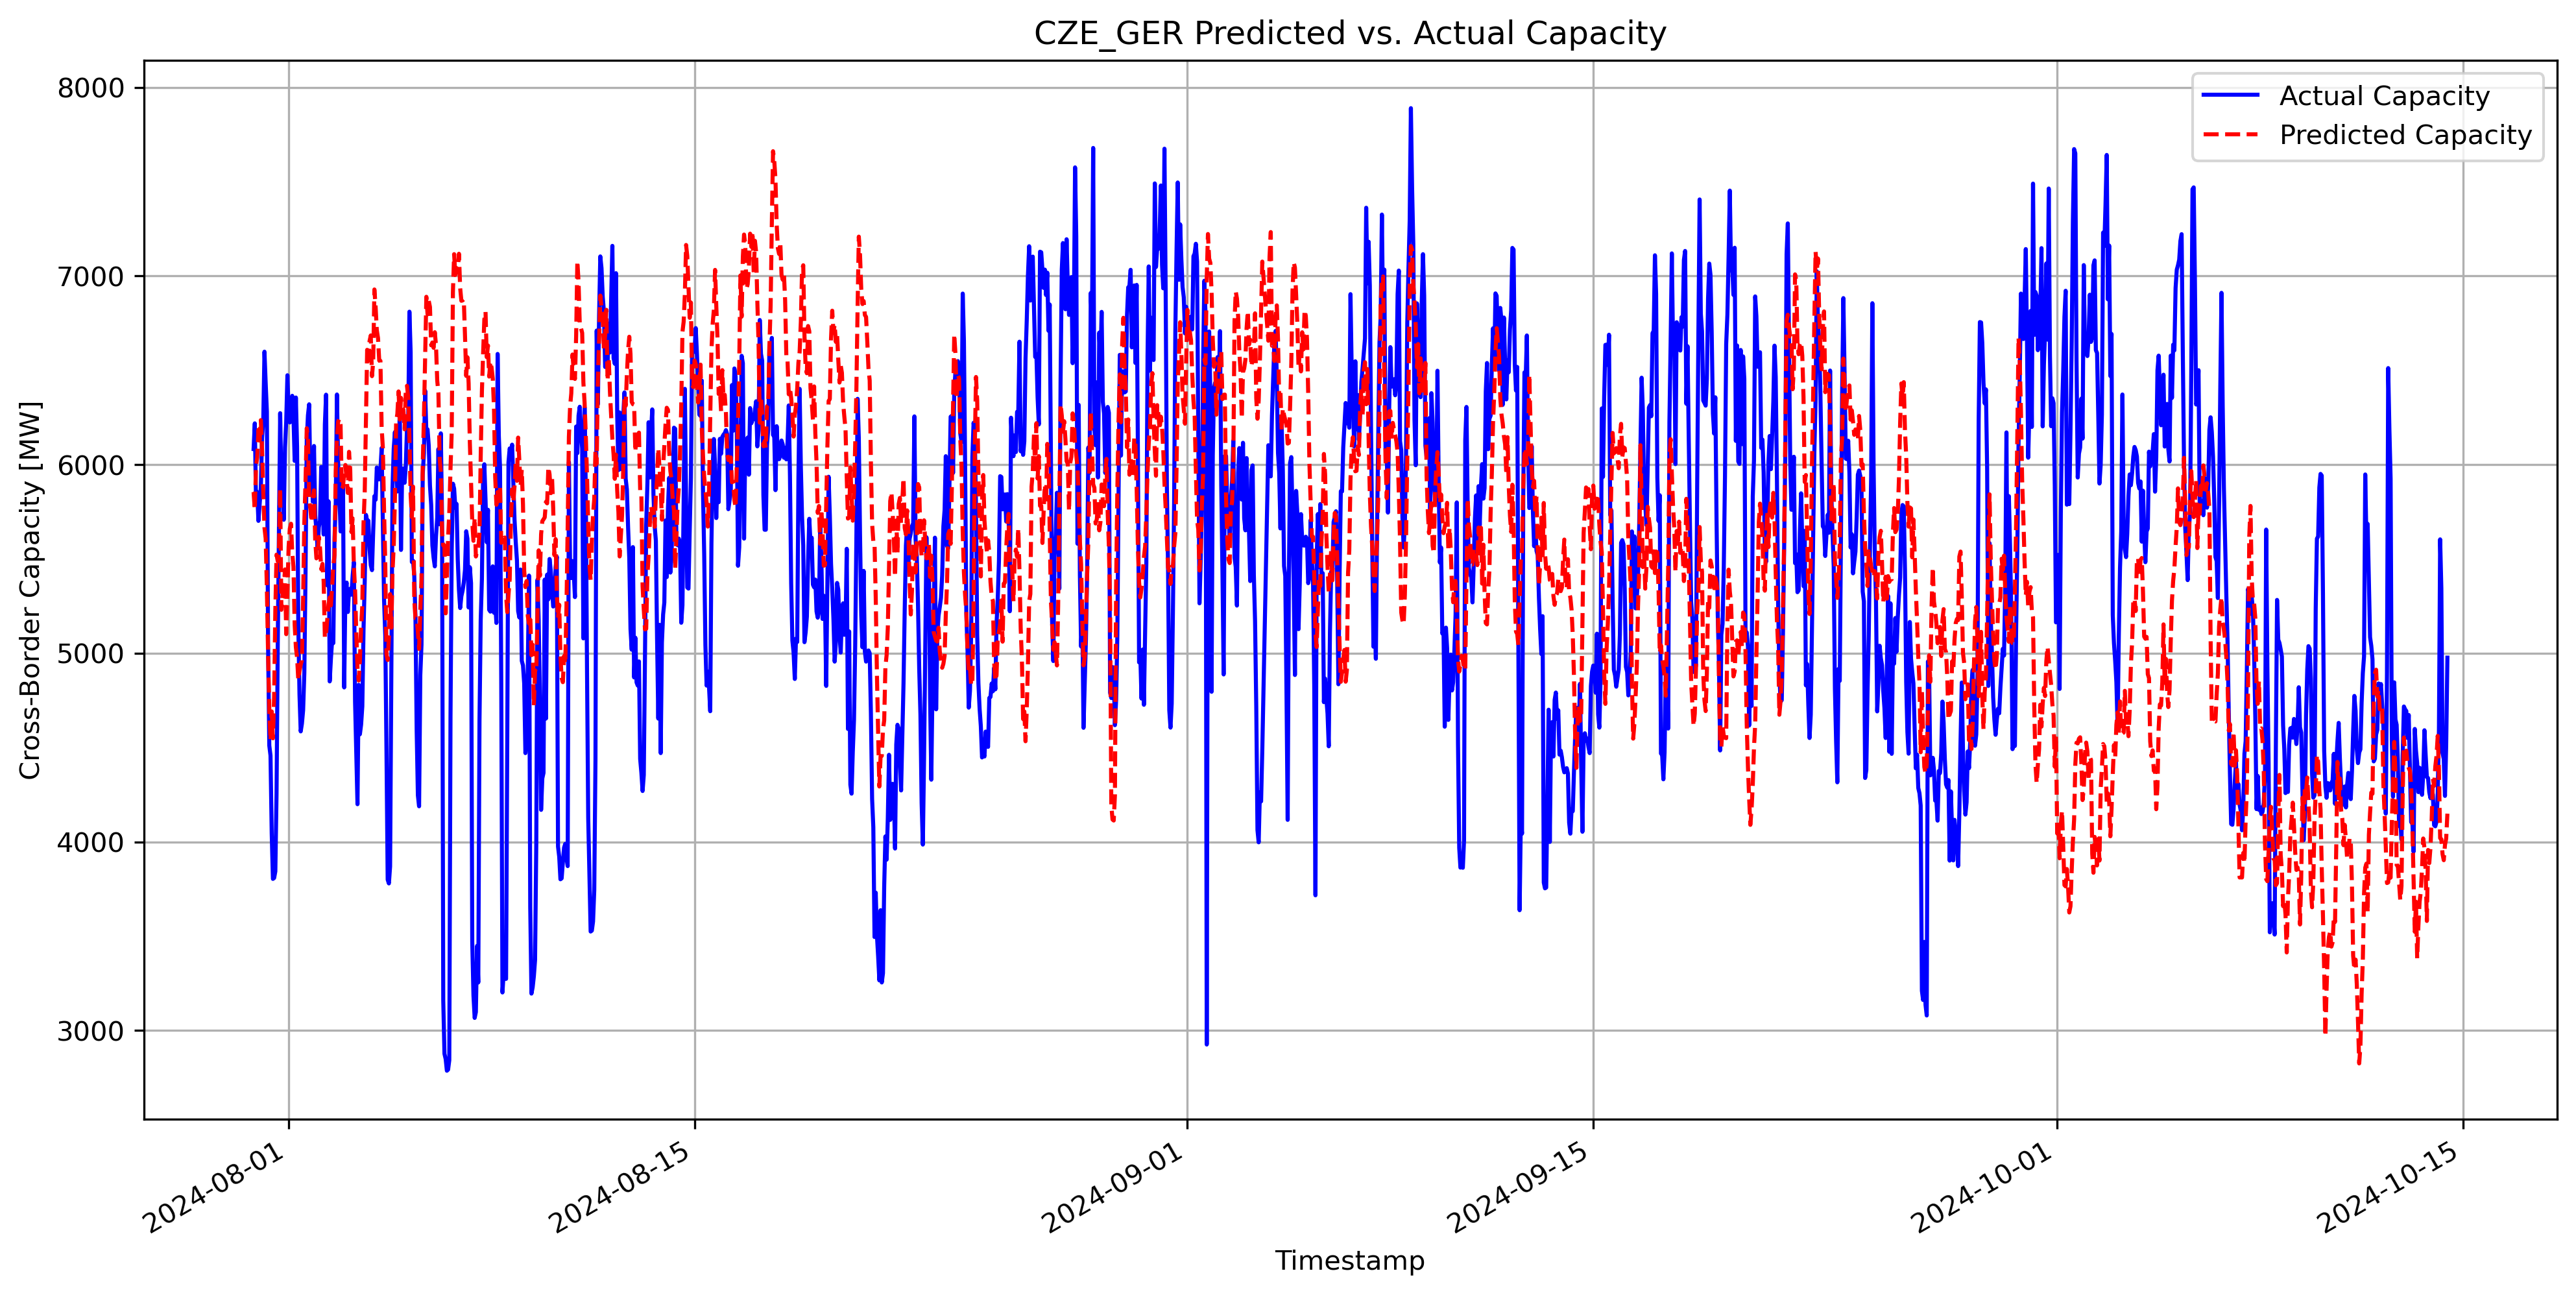 CZE_GER Predicted vs. Actual Capacity
Actual Capacity
Predicted Capacity
Cross-Border Capacity [MW]
8000
7000
6000
5000
4000
3000
2024-08-01
2024-08-15
2024-09-01
2024-09-15
2024-10-01
2024-10-15
Timestamp